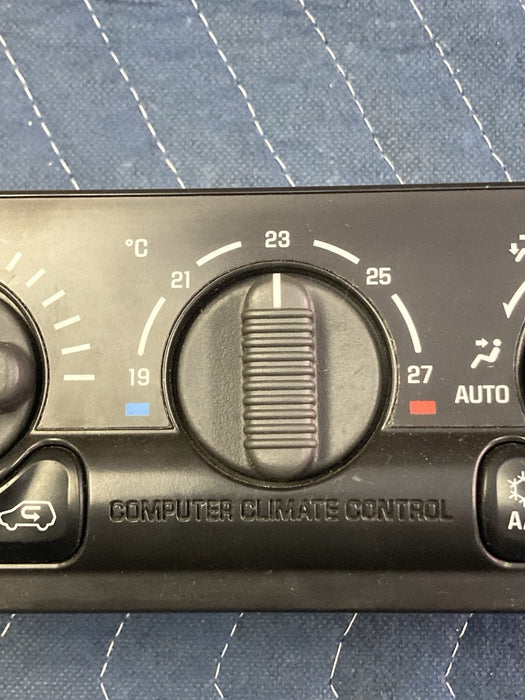 °C
19
21
23
25
27
AUTO
COMPUTER CLIMATE CONTROL